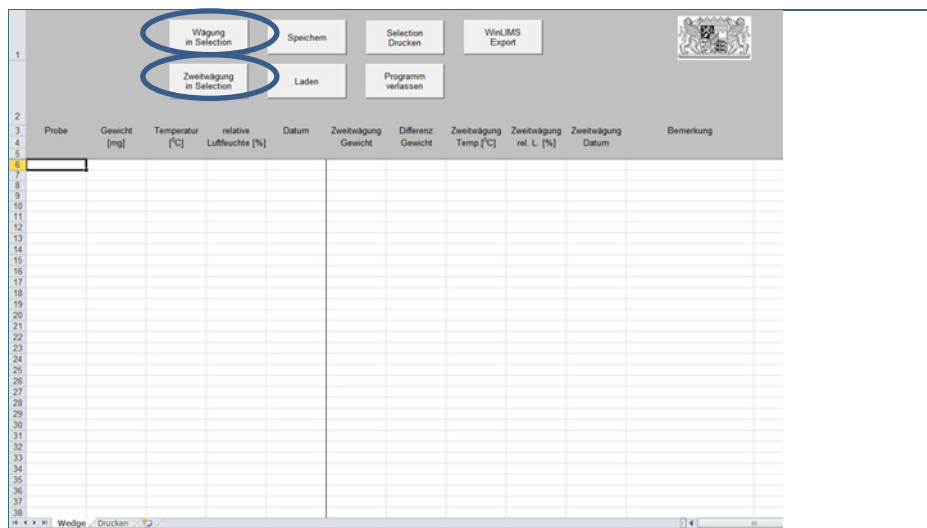 Wägung
in Selection
Speichern
Selection
Drucken
WinLIMS
Export
Zweitwägung
in Selection
Laden
Programm
verlassen
1
2
3 Probe Gewicht Temperatur relative Datum Zweitwägung Differenz Zweitwägung Zweitwägung Zweitwägung Bemerkung
4 [mg] [°C] Luftfeuchte [%] Gewicht Gewicht Temp.[°C] rel. L. [%] Datum
5
6
7
8
9
10
11
12
13
14
15
16
17
18
19
20
21
22
23
24
25
26
27
28
29
30
31
32
33
34
35
36
37
38
Wedge Drucken